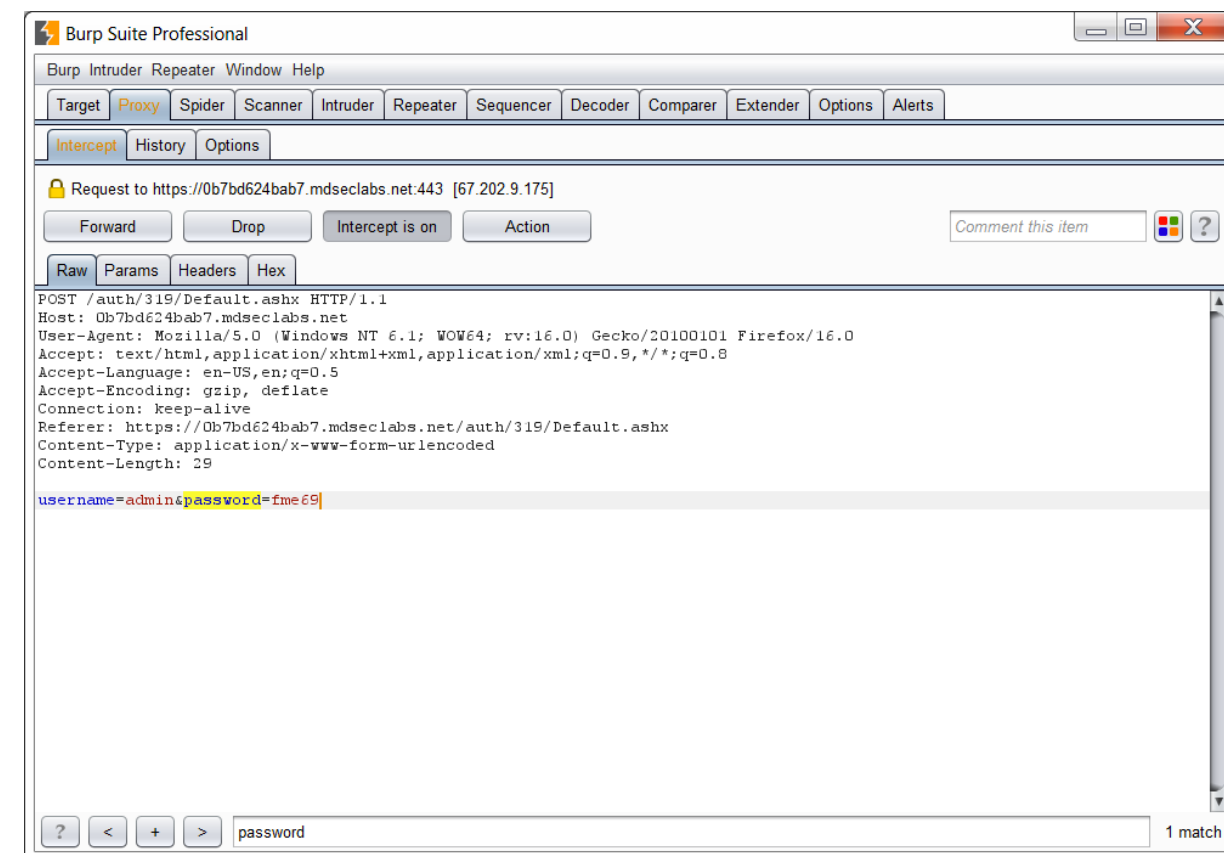 Burp Suite Professional
Burp Intruder Repeater Window Help
Target Proxy Spider Scanner Intruder Repeater Sequencer Decoder Comparer Extender Options Alerts
Intercept History Options
Request to https://0b7bd624bab7.mdseclabs.net:443 [67.202.9.175]
Forward Drop Intercept is on Action Comment this item ?
Raw Params Headers Hex
POST /auth/319/Default.ashx HTTP/1.1
Host: 0b7bd624bab7.mdseclabs.net
User-Agent: Mozilla/5.0 (Windows NT 6.1; WOW64; rv:16.0) Gecko/20100101 Firefox/16.0
Accept: text/html,application/xhtml+xml,application/xml;q=0.9,*/*;q=0.8
Accept-Language: en-US,en;q=0.5
Accept-Encoding: gzip, deflate
Connection: keep-alive
Referer: https://0b7bd624bab7.mdseclabs.net/auth/319/Default.ashx
Content-Type: application/x-www-form-urlencoded
Content-Length: 29
username=admin&password=fme69
? < + > password 1 match